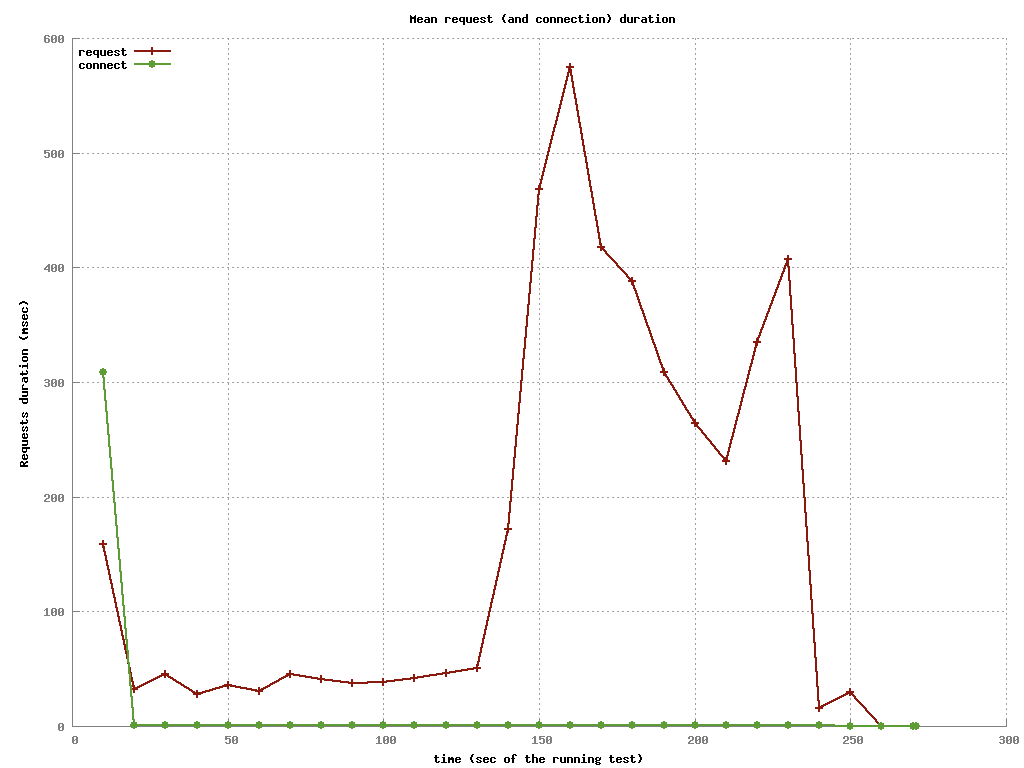 Mean request (and connection) duration
600
request
connect
500
400
300
200
100
0
Requests duration (msec)
0 50 100 150 200 250 300
time (sec of the running test)